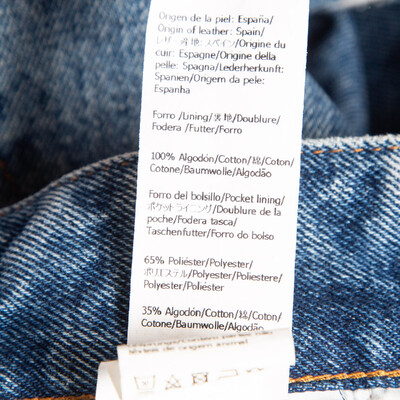 Origen de la piel: España/
Origin of leather: Spain/
レザー産地:スペイン/Origine du
cuir: Espagne/Origine della
pelle: Spagna/Lederherkunft:
Spanien/Origem da pele:
Espanha
Forro /Lining/裏地/Doublure/
Fodera /Futter/Forro
100% Algodón/Cotton/綿/Coton/
Cotone/Baumwolle/Algodão
Forro del bolsillo/Pocket lining/
ポケットライニング/Doublure de la
poche/Fodera tasca/
Taschenfutter/Forro do bolso
65% Poliéster/Polyester/
ポリエステル/Polyester/Poliestere/
Polyester/Poliéster
35% Algodón/Cotton/綿/Coton/
Cotone/Baumwolle/Algodão